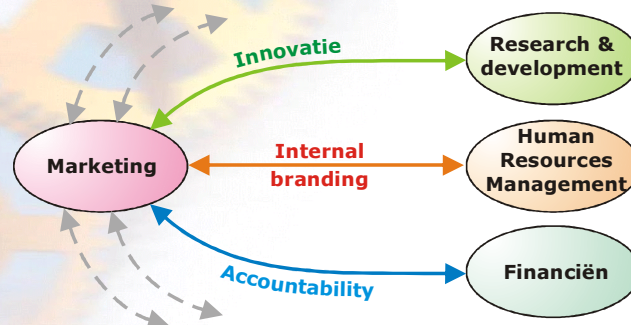 Innovatie
Research &
development
Marketing
Internal
branding
Human
Resources
Management
Accountability
Financiën